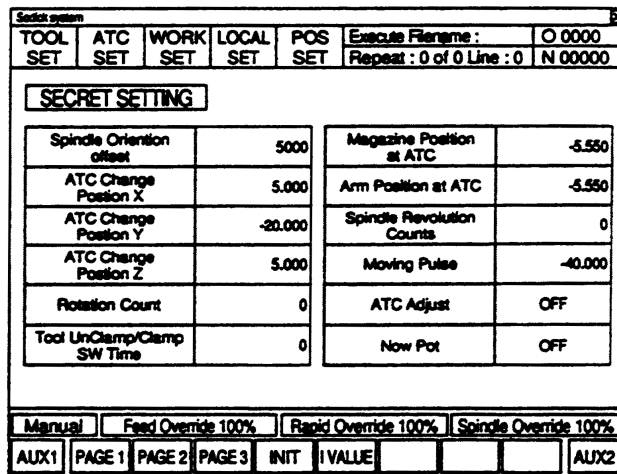 Sodick system
TOOL SET
ATC SET
WORK SET
LOCAL SET
POS SET
Execute Filename :
O 0000
Repeat : 0 of 0 Line : 0
N 00000
SECRET SETTING
Spindle Oriention offset
5000
ATC Change Postion X
5.000
ATC Change Postion Y
-20.000
ATC Change Postion Z
5.000
Rotation Count
0
Tool UnClamp/Clamp SW Time
0
Magazine Position at ATC
-5.550
Arm Position at ATC
-5.550
Spindle Revolution Counts
0
Moving Pulse
-40.000
ATC Adjust
OFF
Now Pot
OFF
Manual
Feed Override 100%
Rapid Override 100%
Spindle Override 100%
AUX1
PAGE 1
PAGE 2
PAGE 3
INIT
I VALUE
AUX2